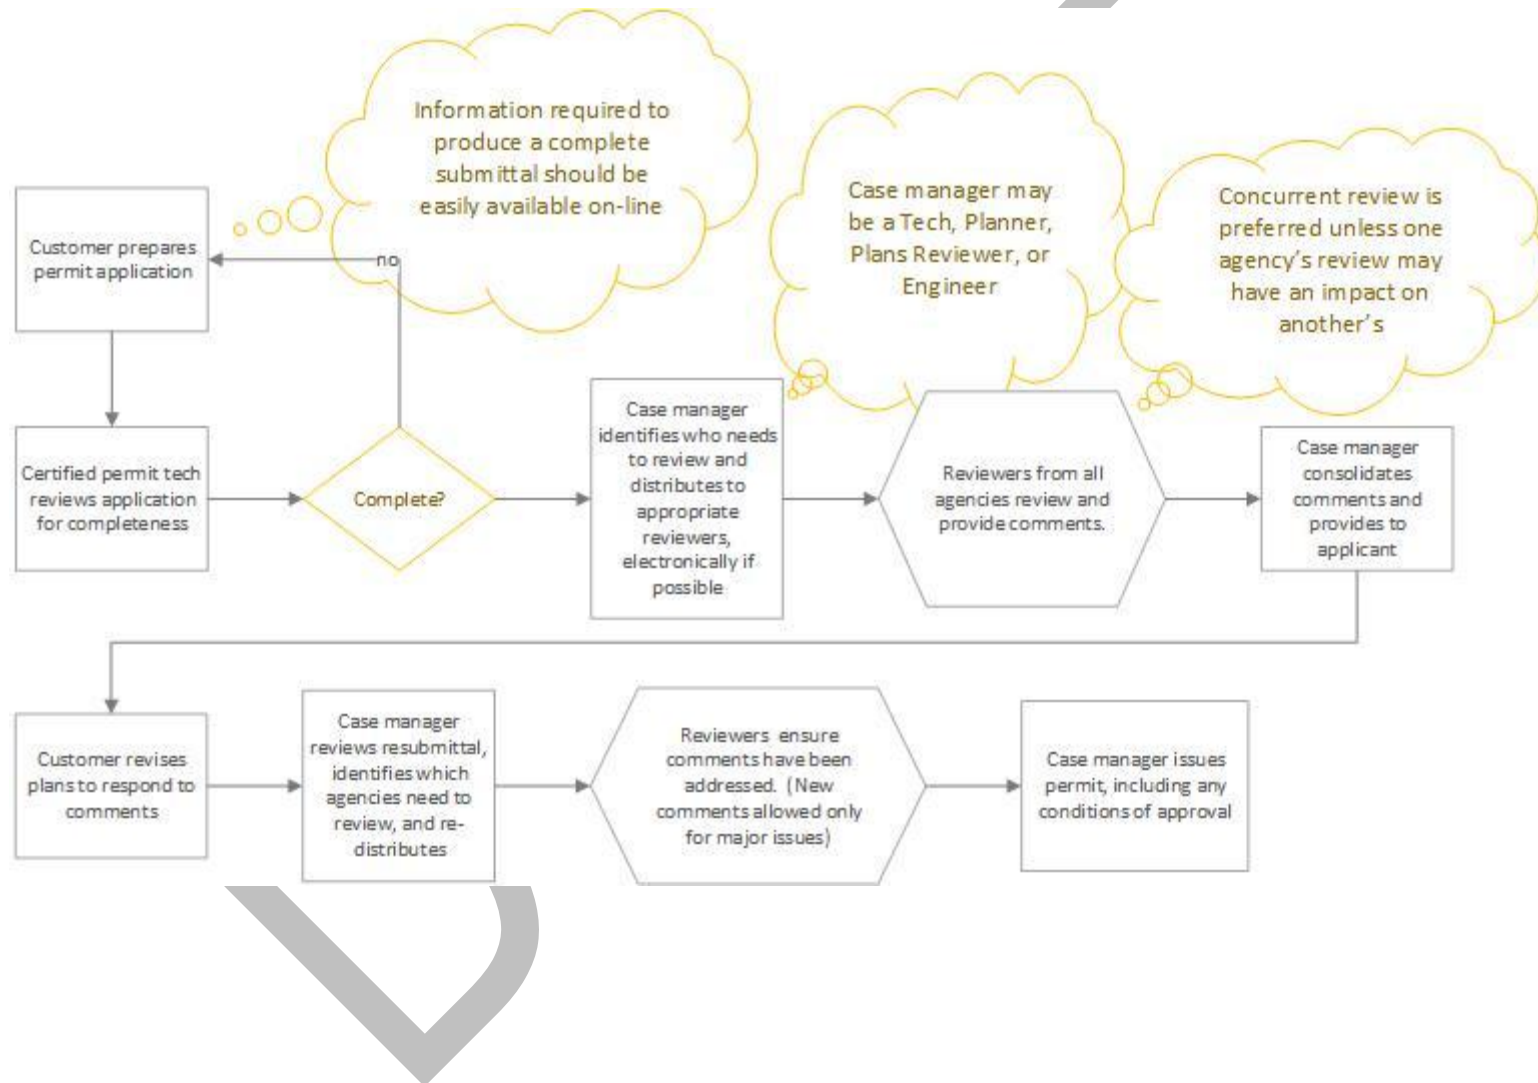 Information required to
produce a complete
submittal should be
easily available on-line
Case manager may
be a Tech, Planner,
Plans Reviewer, or
Engineer
Concurrent review is
preferred unless one
agency's review may
have an impact on
another's
Customer prepares
permit application
no
Certified permit tech
reviews application
for completeness
Complete?
Case manager
identifies who needs
to review and
distributes to
appropriate
reviewers,
electronically if
possible
Reviewers from all
agencies review and
provide comments.
Case manager
consolidates
comments and
provides to
applicant
Customer revises
plans to respond to
comments
Case manager
reviews resubmittal,
identifies which
agencies need to
review, and re-
distributes
Reviewers ensure
comments have been
addressed. (New
comments allowed only
for major issues)
Case manager issues
permit, including any
conditions of approval